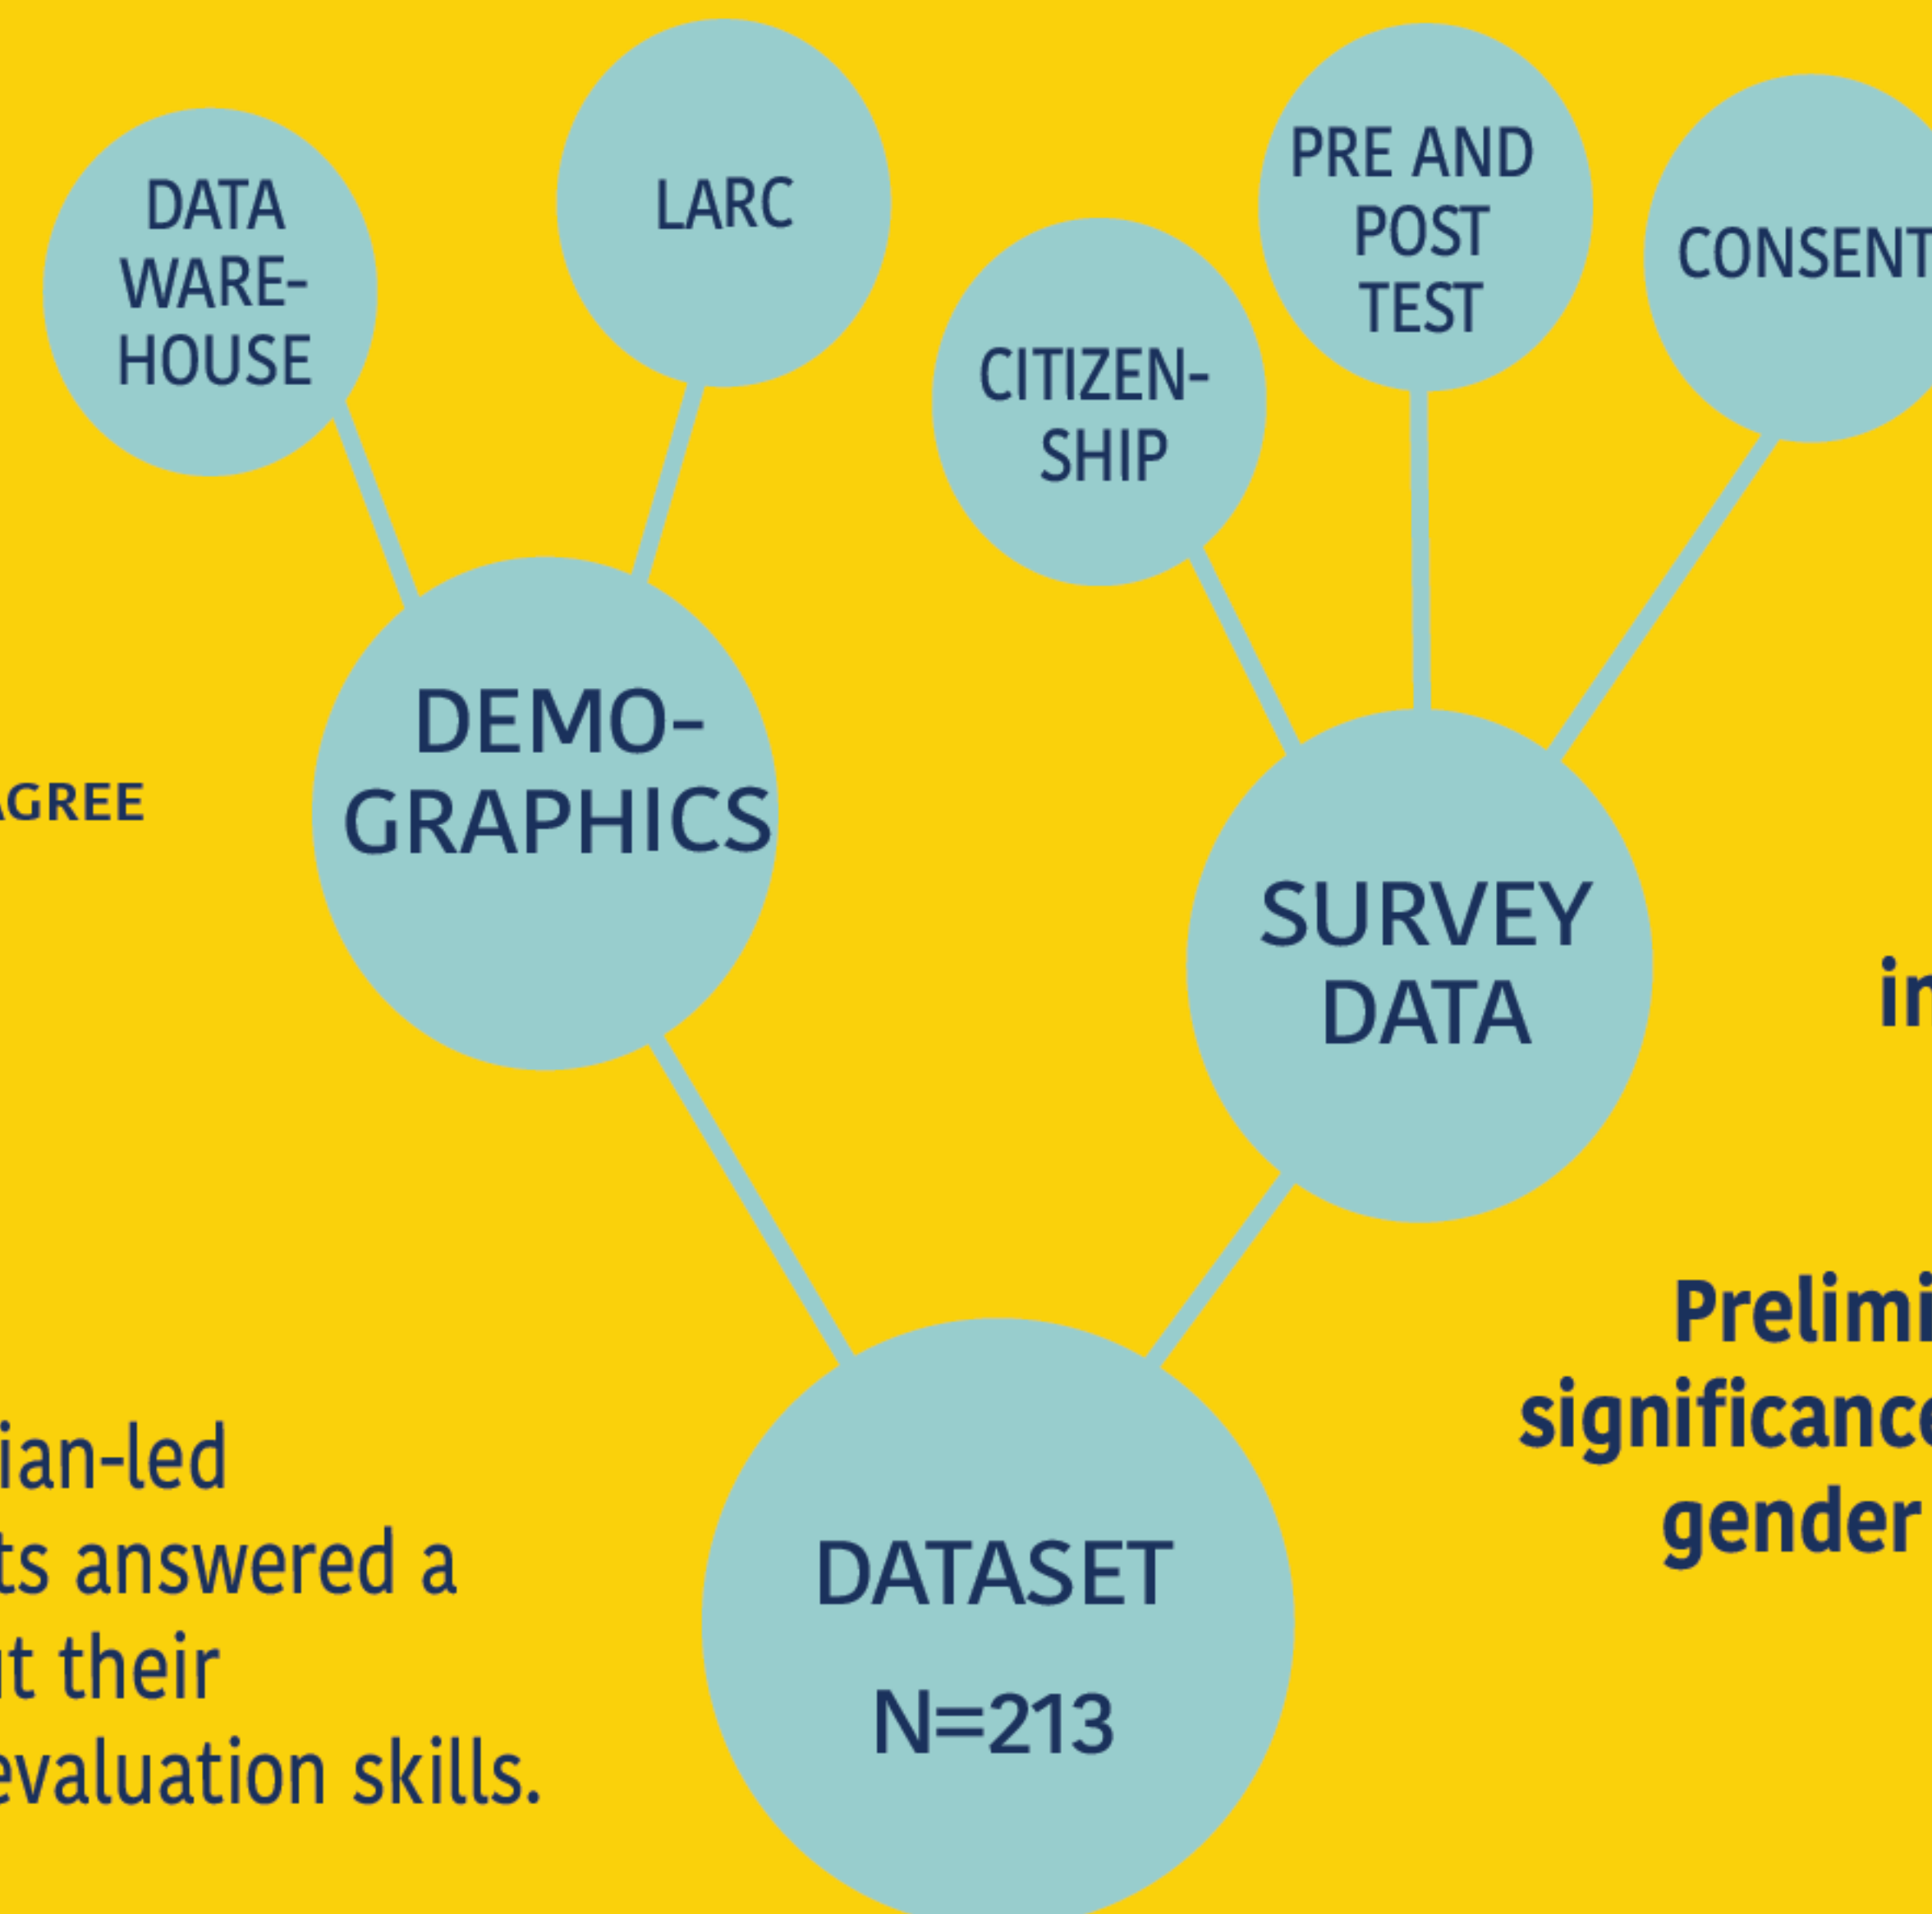 DATA
WARE-
HOUSE
LARC
CITIZEN-
SHIP
PRE AND
POST
TEST
CONSENT
DEMO-
GRAPHICS
SURVEY
DATA
DATASET
N=213
AGREE
ian-led
ts answered a
their
evaluation skills.
in
Prelimi
significance
gender